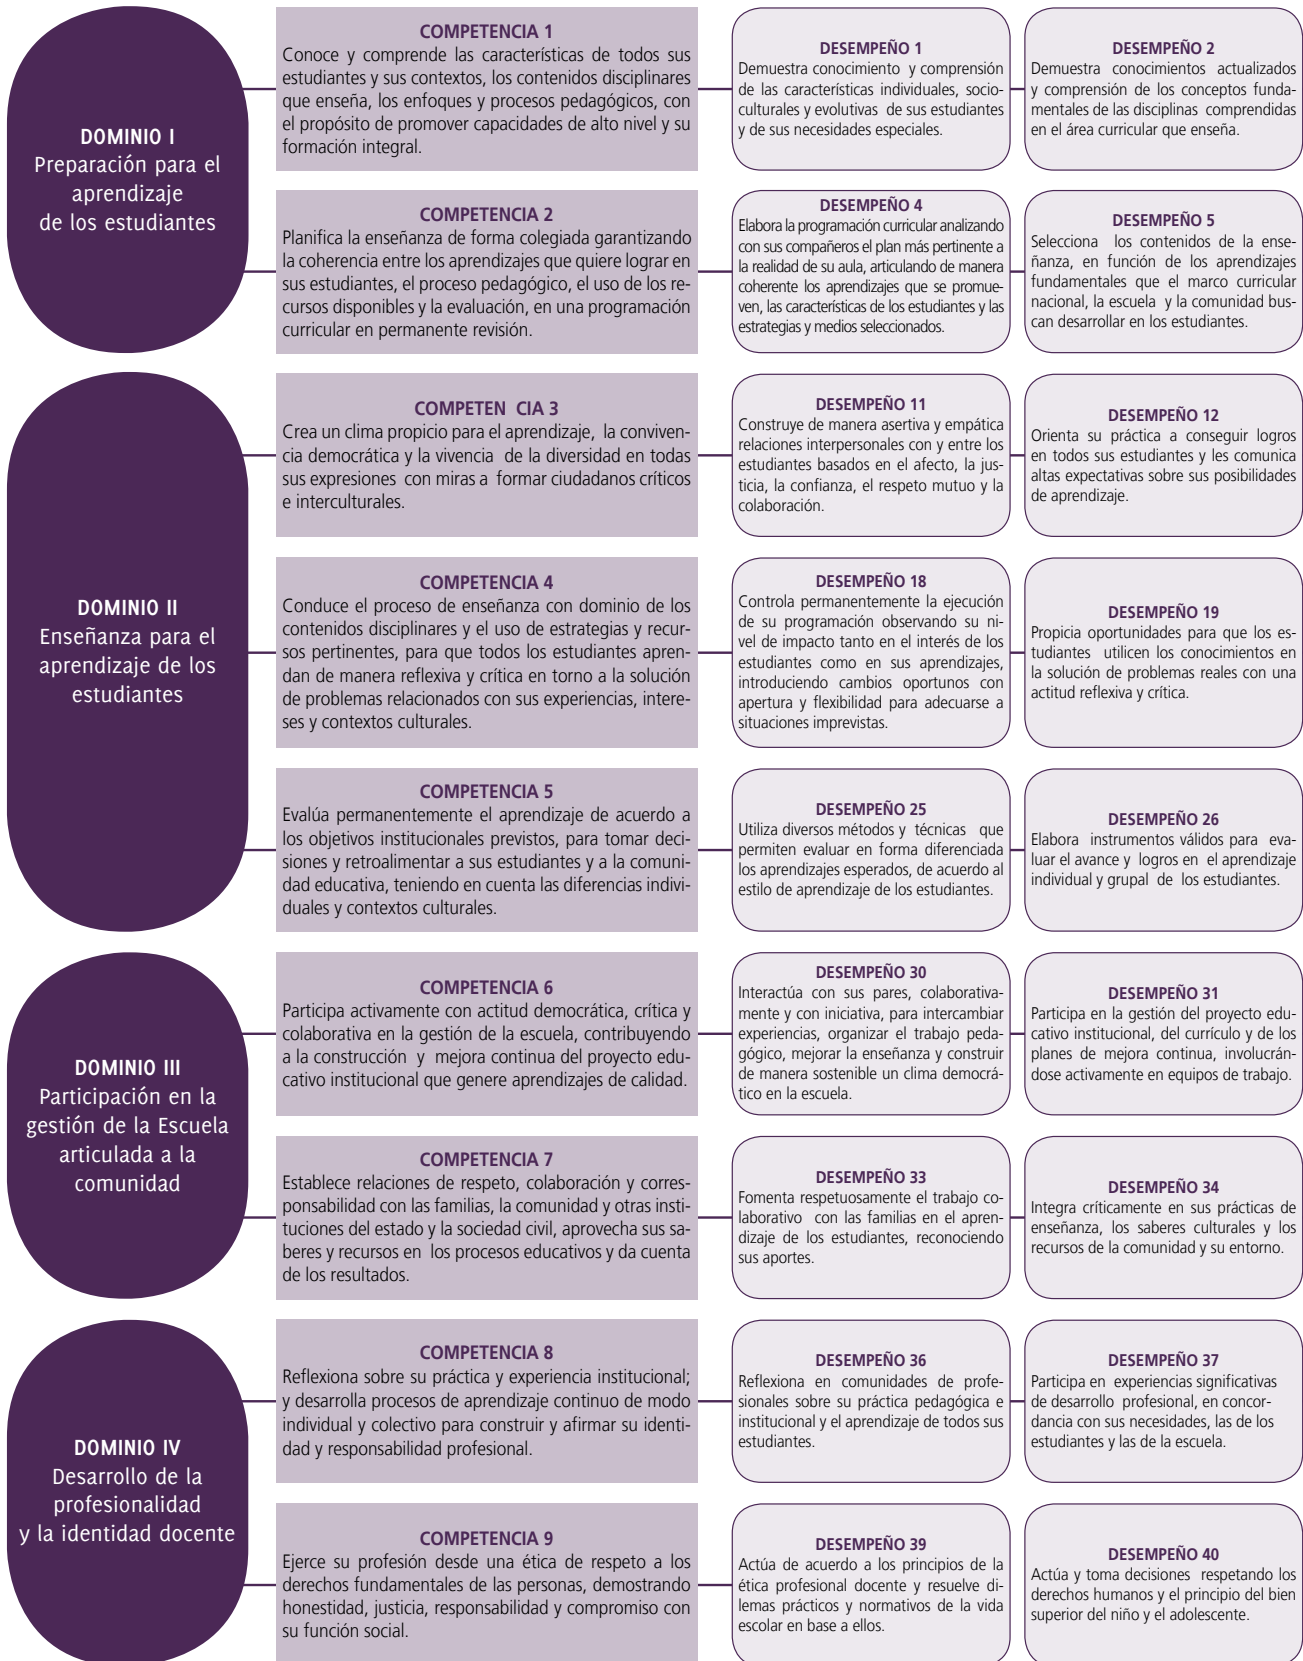 DOMINIO I
Preparación para el
aprendizaje
de los estudiantes
COMPETENCIA 1
Conoce y comprende las características de todos sus
estudiantes y sus contextos, los contenidos disciplinares
que enseña, los enfoques y procesos pedagógicos, con
el propósito de promover capacidades de alto nivel y su
formación integral.
DESEMPEÑO 1
Demuestra conocimiento y comprensión
de las características individuales, socio-
culturales y evolutivas de sus estudiantes
y de sus necesidades especiales.
DESEMPEÑO 2
Demuestra conocimientos actualizados
y comprensión de los conceptos funda-
mentales de las disciplinas comprendidas
en el área curricular que enseña.
COMPETENCIA 2
Planifica la enseñanza de forma colegiada garantizando
la coherencia entre los aprendizajes que quiere lograr en
sus estudiantes, el proceso pedagógico, el uso de los re-
cursos disponibles y la evaluación, en una programación
curricular en permanente revisión.
DESEMPEÑO 4
Elabora la programación curricular analizando
con sus compañeros el plan más pertinente a
la realidad de su aula, articulando de manera
coherente los aprendizajes que se promue-
ven, las características de los estudiantes y las
estrategias y medios seleccionados.
DESEMPEÑO 5
Selecciona los contenidos de la ense-
ñanza, en función de los aprendizajes
fundamentales que el marco curricular
nacional, la escuela y la comunidad bus-
can desarrollar en los estudiantes.
DOMINIO II
Enseñanza para el
aprendizaje de los
estudiantes
COMPETEN CIA 3
Crea un clima propicio para el aprendizaje, la conviven-
cia democrática y la vivencia de la diversidad en todas
sus expresiones con miras a formar ciudadanos críticos
e interculturales.
DESEMPEÑO 11
Construye de manera asertiva y empática
relaciones interpersonales con y entre los
estudiantes basados en el afecto, la jus-
ticia, la confianza, el respeto mutuo y la
colaboración.
DESEMPEÑO 12
Orienta su práctica a conseguir logros
en todos sus estudiantes y les comunica
altas expectativas sobre sus posibilidades
de aprendizaje.
COMPETENCIA 4
Conduce el proceso de enseñanza con dominio de los
contenidos disciplinares y el uso de estrategias y recur-
sos pertinentes, para que todos los estudiantes apren-
dan de manera reflexiva y crítica en torno a la solución
de problemas relacionados con sus experiencias, intere-
ses y contextos culturales.
DESEMPEÑO 18
Controla permanentemente la ejecución
de su programación observando su ni-
vel de impacto tanto en el interés de los
estudiantes como en sus aprendizajes,
introduciendo cambios oportunos con
apertura y flexibilidad para adecuarse a
situaciones imprevistas.
DESEMPEÑO 19
Propicia oportunidades para que los es-
tudiantes utilicen los conocimientos en
la solución de problemas reales con una
actitud reflexiva y crítica.
COMPETENCIA 5
Evalúa permanentemente el aprendizaje de acuerdo a
los objetivos institucionales previstos, para tomar deci-
siones y retroalimentar a sus estudiantes y a la comuni-
dad educativa, teniendo en cuenta las diferencias indivi-
duales y contextos culturales.
DESEMPEÑO 25
Utiliza diversos métodos y técnicas que
permiten evaluar en forma diferenciada
los aprendizajes esperados, de acuerdo al
estilo de aprendizaje de los estudiantes.
DESEMPEÑO 26
Elabora instrumentos válidos para eva-
luar el avance y logros en el aprendizaje
individual y grupal de los estudiantes.
DOMINIO III
Participación en la
gestión de la Escuela
articulada a la
comunidad
COMPETENCIA 6
Participa activamente con actitud democrática, crítica y
colaborativa en la gestión de la escuela, contribuyendo
a la construcción y mejora continua del proyecto edu-
cativo institucional que genere aprendizajes de calidad.
DESEMPEÑO 30
Interactúa con sus pares, colaborativa-
mente y con iniciativa, para intercambiar
experiencias, organizar el trabajo peda-
gógico, mejorar la enseñanza y construir
de manera sostenible un clima democrá-
tico en la escuela.
DESEMPEÑO 31
Participa en la gestión del proyecto edu-
cativo institucional, del currículo y de los
planes de mejora continua, involucrán-
dose activamente en equipos de trabajo.
COMPETENCIA 7
Establece relaciones de respeto, colaboración y corres-
ponsabilidad con las familias, la comunidad y otras insti-
tuciones del estado y la sociedad civil, aprovecha sus sa-
beres y recursos en los procesos educativos y da cuenta
de los resultados.
DESEMPEÑO 33
Fomenta respetuosamente el trabajo co-
laborativo con las familias en el apren-
dizaje de los estudiantes, reconociendo
sus aportes.
DESEMPEÑO 34
Integra críticamente en sus prácticas de
enseñanza, los saberes culturales y los
recursos de la comunidad y su entorno.
DOMINIO IV
Desarrollo de la
profesionalidad
y la identidad docente
COMPETENCIA 8
Reflexiona sobre su práctica y experiencia institucional;
y desarrolla procesos de aprendizaje continuo de modo
individual y colectivo para construir y afirmar su identi-
dad y responsabilidad profesional.
DESEMPEÑO 36
Reflexiona en comunidades de profe-
sionales sobre su práctica pedagógica e
institucional y el aprendizaje de todos sus
estudiantes.
DESEMPEÑO 37
Participa en experiencias significativas
de desarrollo profesional, en concor-
dancia con sus necesidades, las de los
estudiantes y las de la escuela.
COMPETENCIA 9
Ejerce su profesión desde una ética de respeto a los
derechos fundamentales de las personas, demostrando
honestidad, justicia, responsabilidad y compromiso con
su función social.
DESEMPEÑO 39
Actúa de acuerdo a los principios de la
ética profesional docente y resuelve di-
lemas prácticos y normativos de la vida
escolar en base a ellos.
DESEMPEÑO 40
Actúa y toma decisiones respetando los
derechos humanos y el principio del bien
superior del niño y el adolescente.